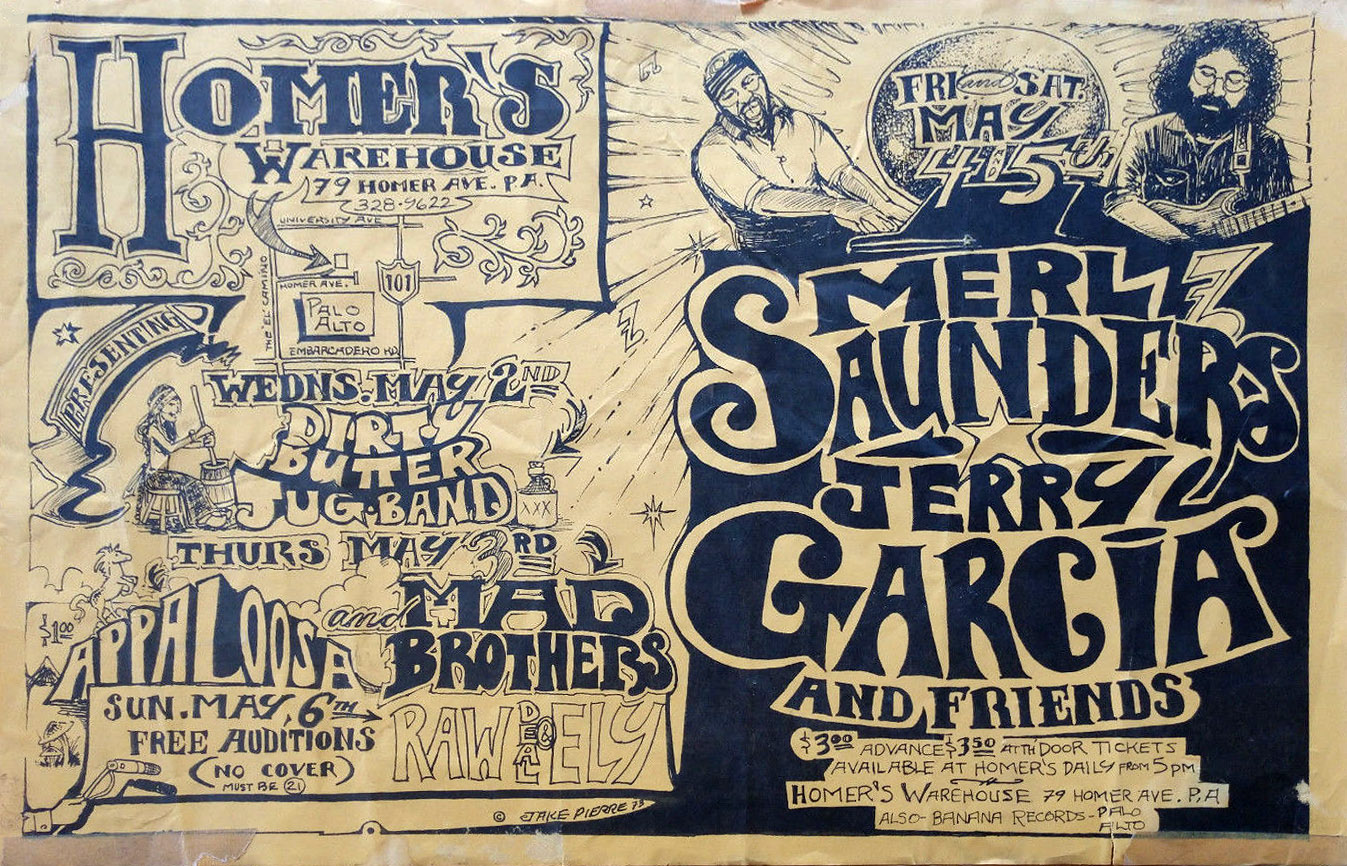 HOMER'S
WAREHOUSE
79 HOMER AVE. P.A.
328-9622
UNIVERSITY AVE
THE EL CAMINO
HOMER AVE.
101
PALO
ALTO
EMBARCADERO RD.
PRESENTING
WEDNS. MAY 2ND
DIRTY
BUTTER
JUG·BAND
XXX
THURS MAY 3RD
$1.00
APPALOOSA and MAD
BROTHERS
SUN. MAY, 6TH
FREE AUDITIONS
(NO COVER)
MUST BE 21
RAW DEAL & ELY
© JAKE PIERRE 73
FRI and SAT.
MAY
4th 5th
MERL
SAUNDERS
JERRY
GARCIA
AND FRIENDS
$3.00 ADVANCE $3.50 AT TH' DOOR TICKETS
AVAILABLE AT HOMER'S DAILY FROM 5 PM
HOMER'S WAREHOUSE 79 HOMER AVE. P.A
ALSO- BANANA RECORDS- PALO
ALTO